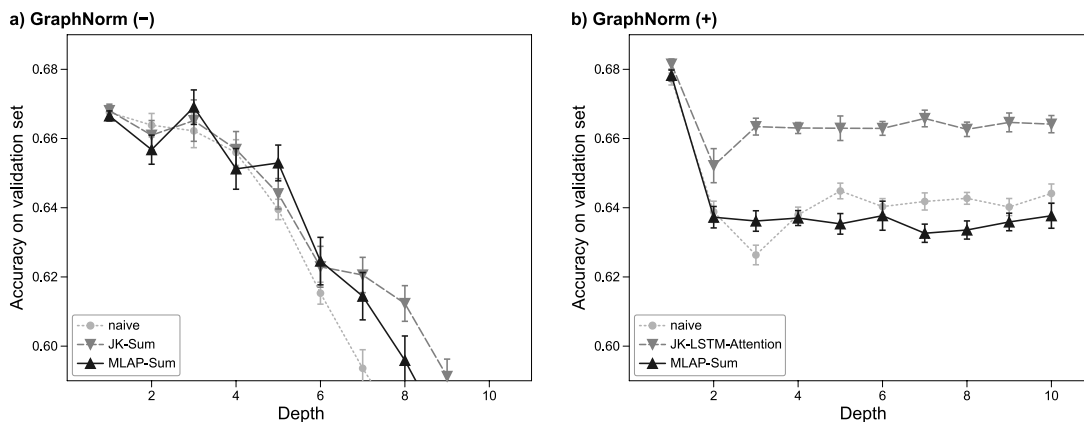 a) GraphNorm (−)
Accuracy on validation set
0.68
0.66
0.64
0.62
0.60
naive
JK-Sum
MLAP-Sum
2 4 6 8 10
Depth
b) GraphNorm (+)
Accuracy on validation set
0.68
0.66
0.64
0.62
0.60
naive
JK-LSTM-Attention
MLAP-Sum
2 4 6 8 10
Depth